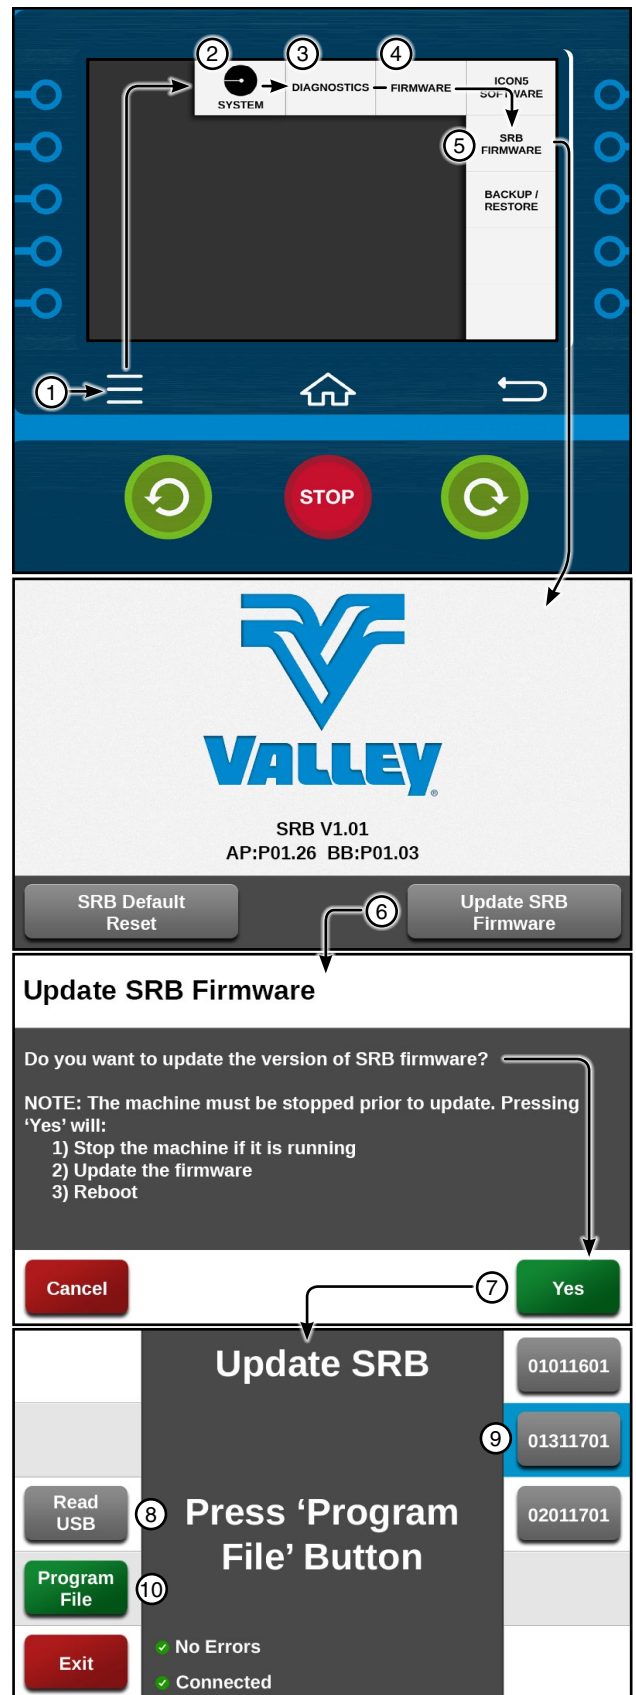 2
3
4
SYSTEM
DIAGNOSTICS
FIRMWARE
ICON5
SOFTWARE
5
SRB
FIRMWARE
BACKUP /
RESTORE
1
STOP
VALLEY
®
SRB V1.01
AP:P01.26 BB:P01.03
SRB Default
Reset
6
Update SRB
Firmware
Update SRB Firmware
Do you want to update the version of SRB firmware?
NOTE: The machine must be stopped prior to update. Pressing
‘Yes’ will:
1) Stop the machine if it is running
2) Update the firmware
3) Reboot
Cancel
7
Yes
Update SRB
01011601
9
01311701
Read
USB
8
Press ‘Program
File’ Button
02011701
Program
File
10
Exit
No Errors
Connected